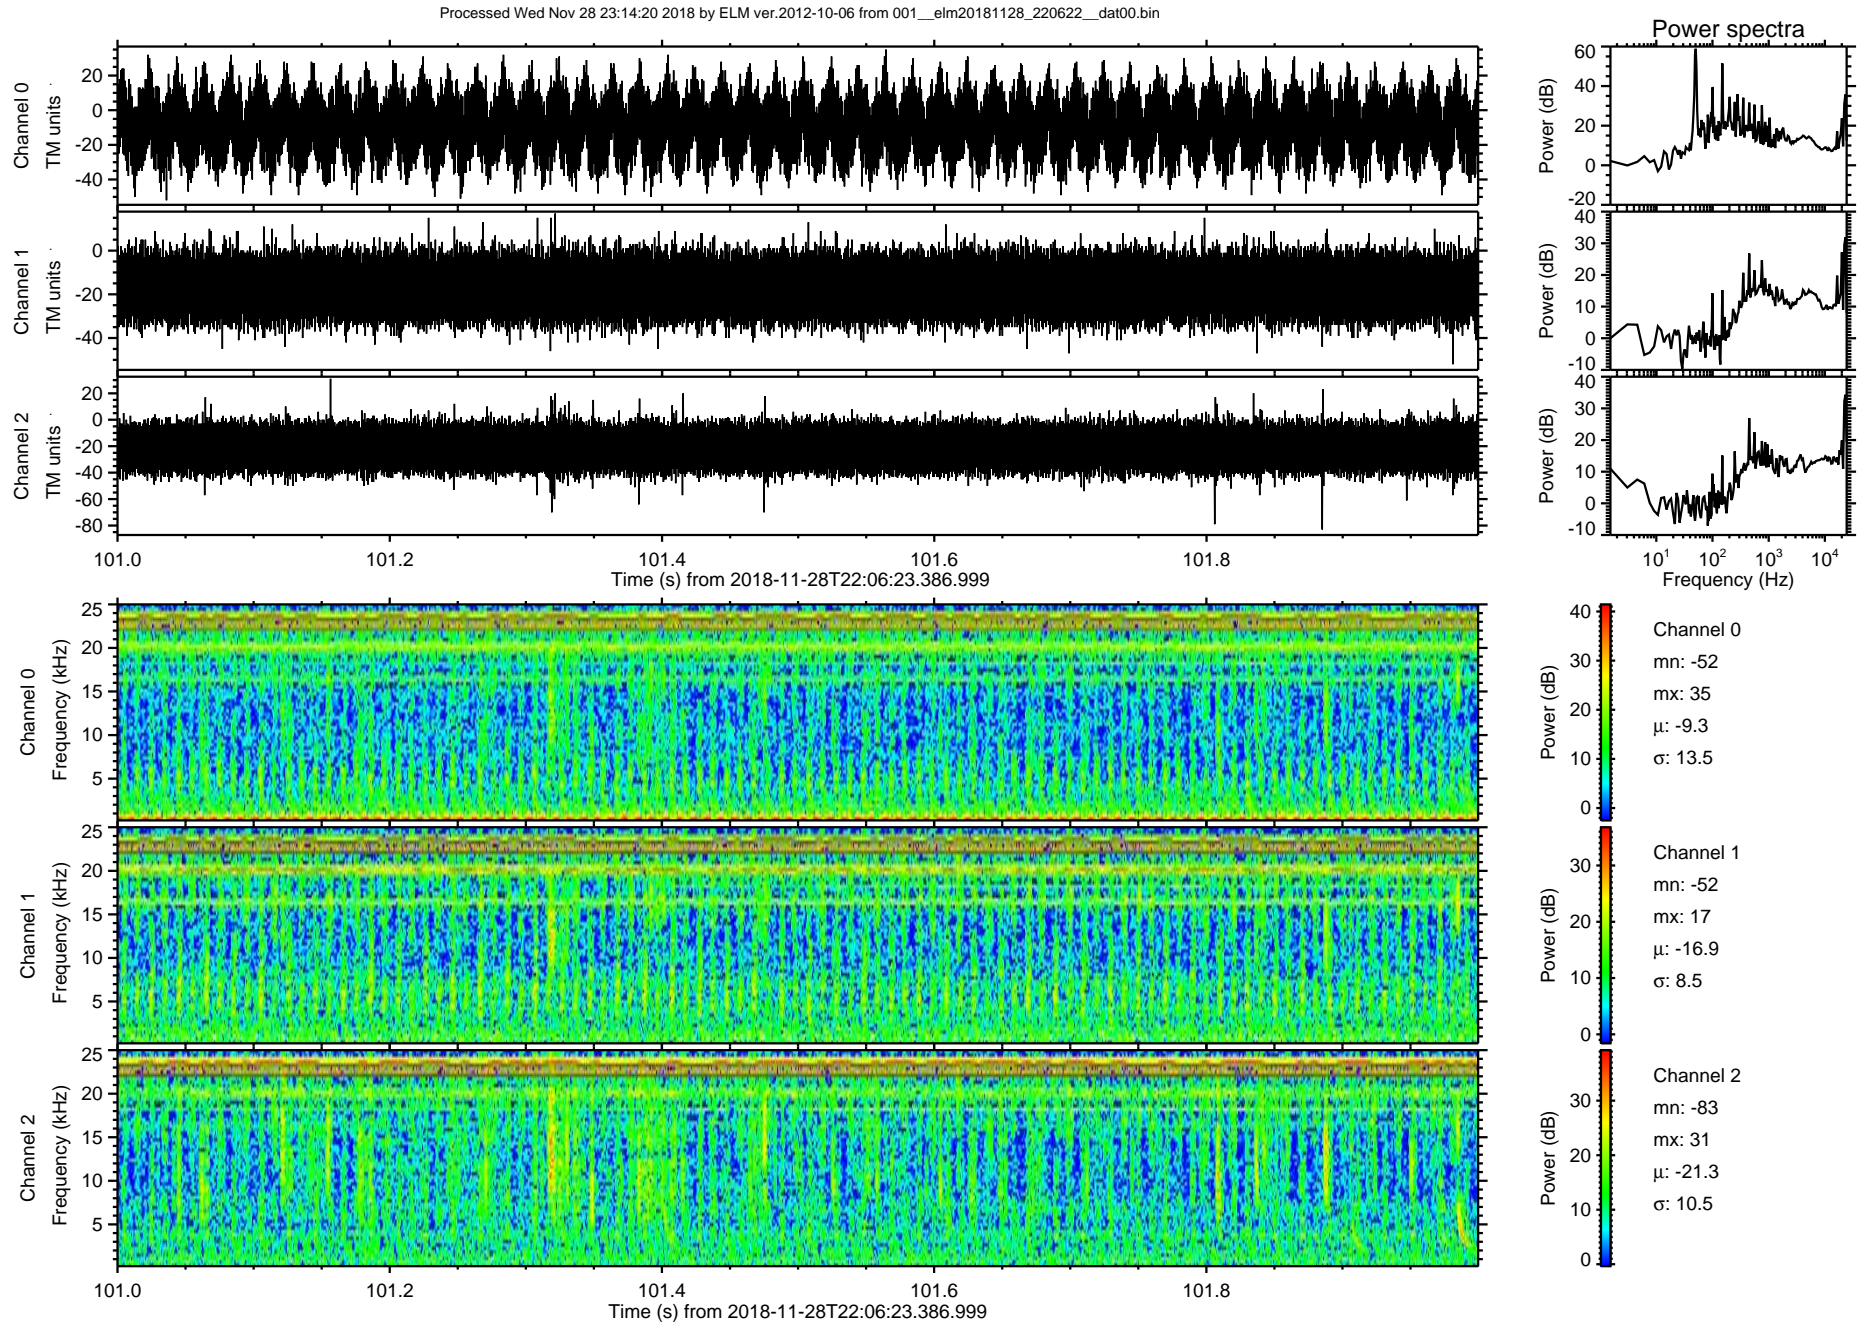 Processed Wed Nov 28 23:14:20 2018 by ELM ver.2012-10-06 from 001__elm20181128_220622__dat00.bin
Power spectra
Channel 0
TM units
20
0
-20
-40
Power (dB)
60
40
20
0
-20
Channel 1
TM units
0
-20
-40
Power (dB)
40
30
20
10
0
-10
Channel 2
TM units
20
0
-20
-40
-60
-80
Power (dB)
40
30
20
10
0
-10
101.0 101.2 101.4 101.6 101.8
Time (s) from 2018-11-28T22:06:23.386.999
10^1 10^2 10^3 10^4
Frequency (Hz)
Channel 0
Frequency (kHz)
25
20
15
10
5
Power (dB)
40
30
20
10
0
Channel 0
mn: -52
mx: 35
μ: -9.3
σ: 13.5
Channel 1
Frequency (kHz)
25
20
15
10
5
Power (dB)
30
20
10
0
Channel 1
mn: -52
mx: 17
μ: -16.9
σ: 8.5
Channel 2
Frequency (kHz)
25
20
15
10
5
Power (dB)
30
20
10
0
Channel 2
mn: -83
mx: 31
μ: -21.3
σ: 10.5
101.0 101.2 101.4 101.6 101.8
Time (s) from 2018-11-28T22:06:23.386.999